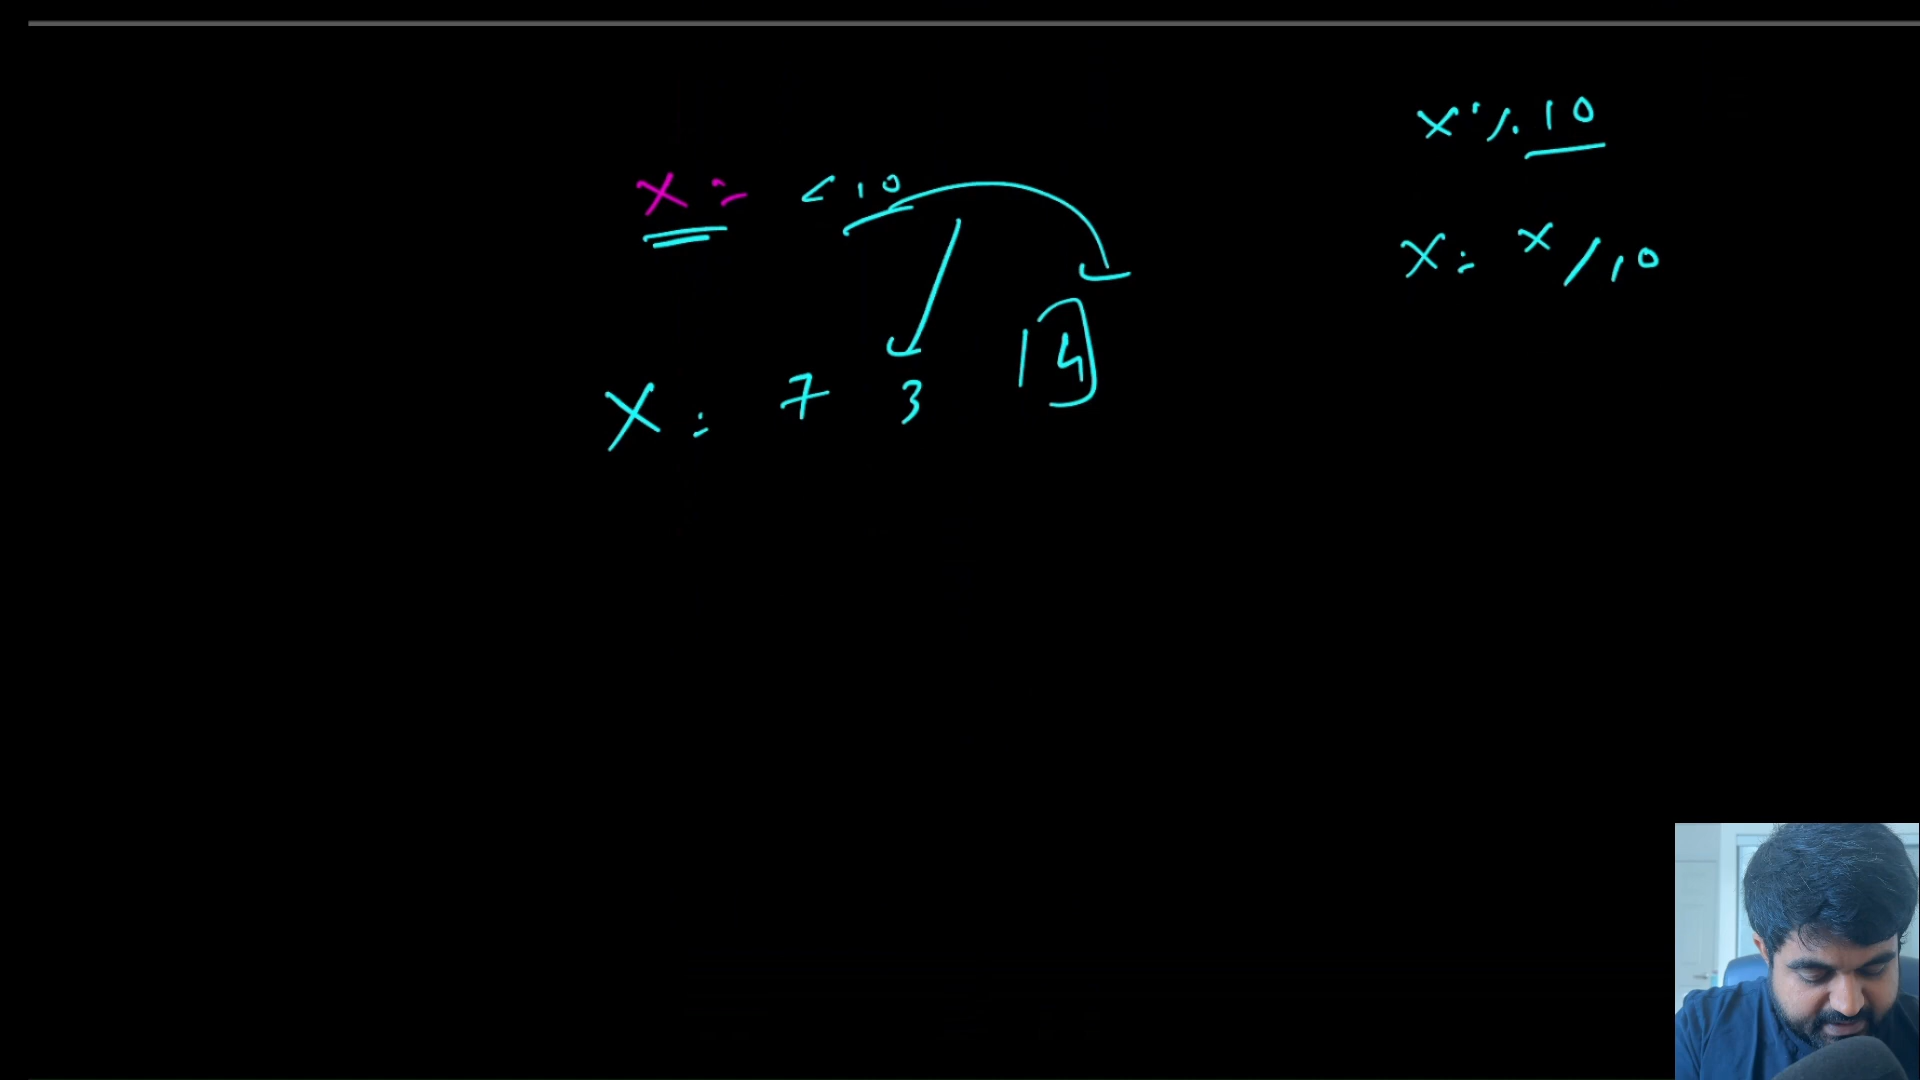 x % 10
x = < 10
x = x / 10
14
x = 7 3